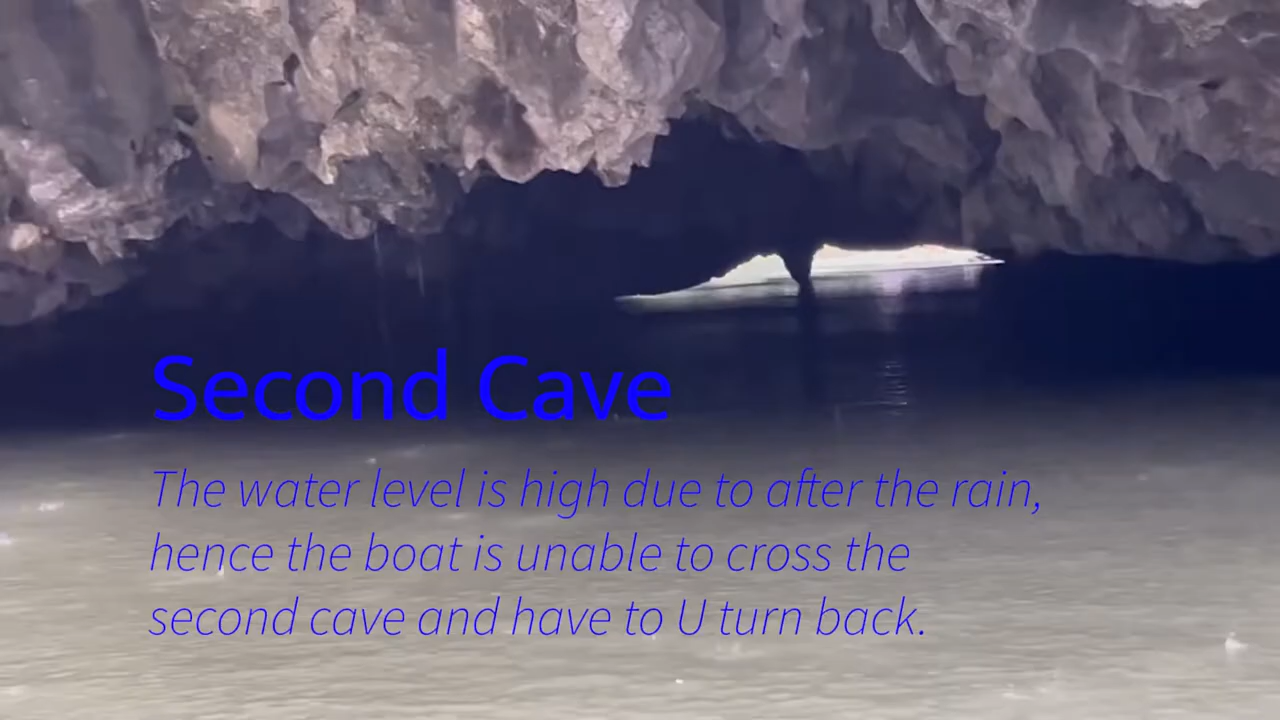 Second Cave
The water level is high due to after the rain,
hence the boat is unable to cross the
second cave and have to U turn back.